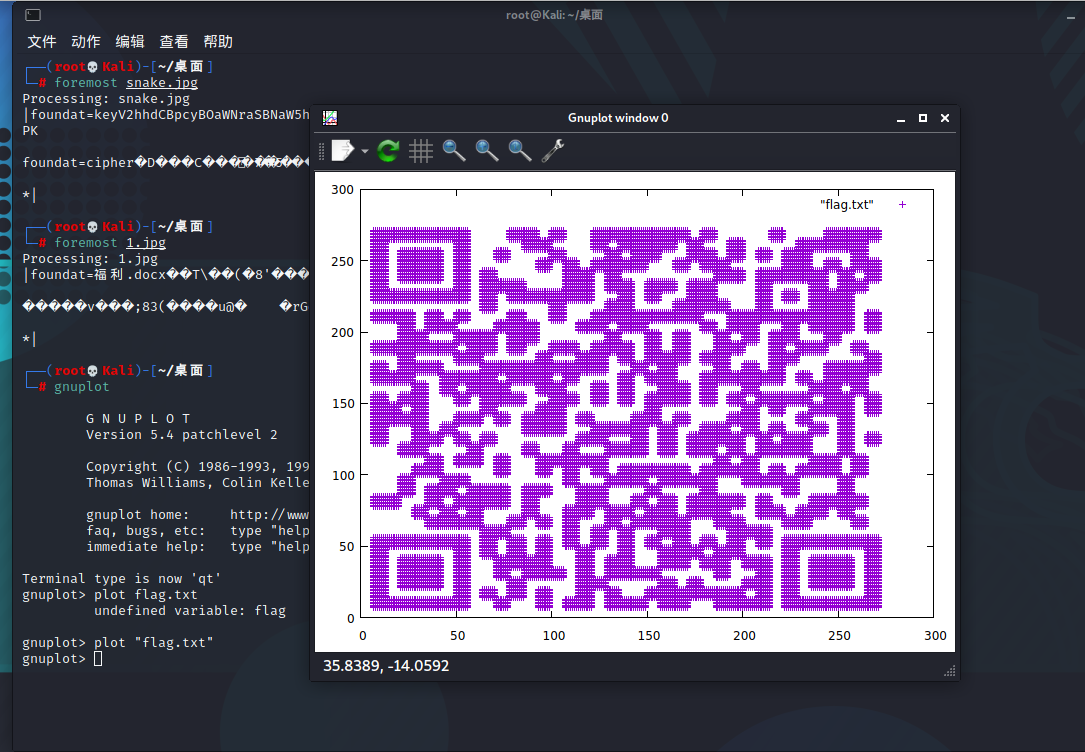 root@Kali: ~/桌面
文件 动作 编辑 查看 帮助
┌──(root💀Kali)-[~/桌面]
└─# foremost snake.jpg
Processing: snake.jpg
|foundat=keyV2hhdCBpcyBOaWNraSBNaW5h
PK
foundat=cipher�D���C����
*|
┌──(root💀Kali)-[~/桌面]
└─# foremost 1.jpg
Processing: 1.jpg
|foundat=福利.docx��T\��(�8'����
�����v���;83(����u@� �rG
*|
┌──(root💀Kali)-[~/桌面]
└─# gnuplot
G N U P L O T
Version 5.4 patchlevel 2
Copyright (C) 1986-1993, 199
Thomas Williams, Colin Kelle
gnuplot home: http://www
faq, bugs, etc: type "help
immediate help: type "help
Terminal type is now 'qt'
gnuplot> plot flag.txt
undefined variable: flag
gnuplot> plot "flag.txt"
gnuplot>
Gnuplot window 0
"flag.txt"
300
250
200
150
100
50
0
0 50 100 150 200 250 300
35.8389, -14.0592